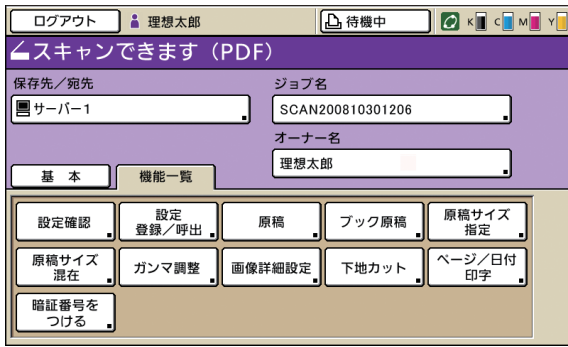 ログアウト 理想太郎 待機中 K C M Y
スキャンできます（PDF）
保存先／宛先 ジョブ名
サーバー1 SCAN200810301206
オーナー名
理想太郎
基 本 機能一覧
設定確認 設定 登録／呼出 原稿 ブック原稿 原稿サイズ 指定
原稿サイズ 混在 ガンマ調整 画像詳細設定 下地カット ページ／日付 印字
暗証番号を
つける